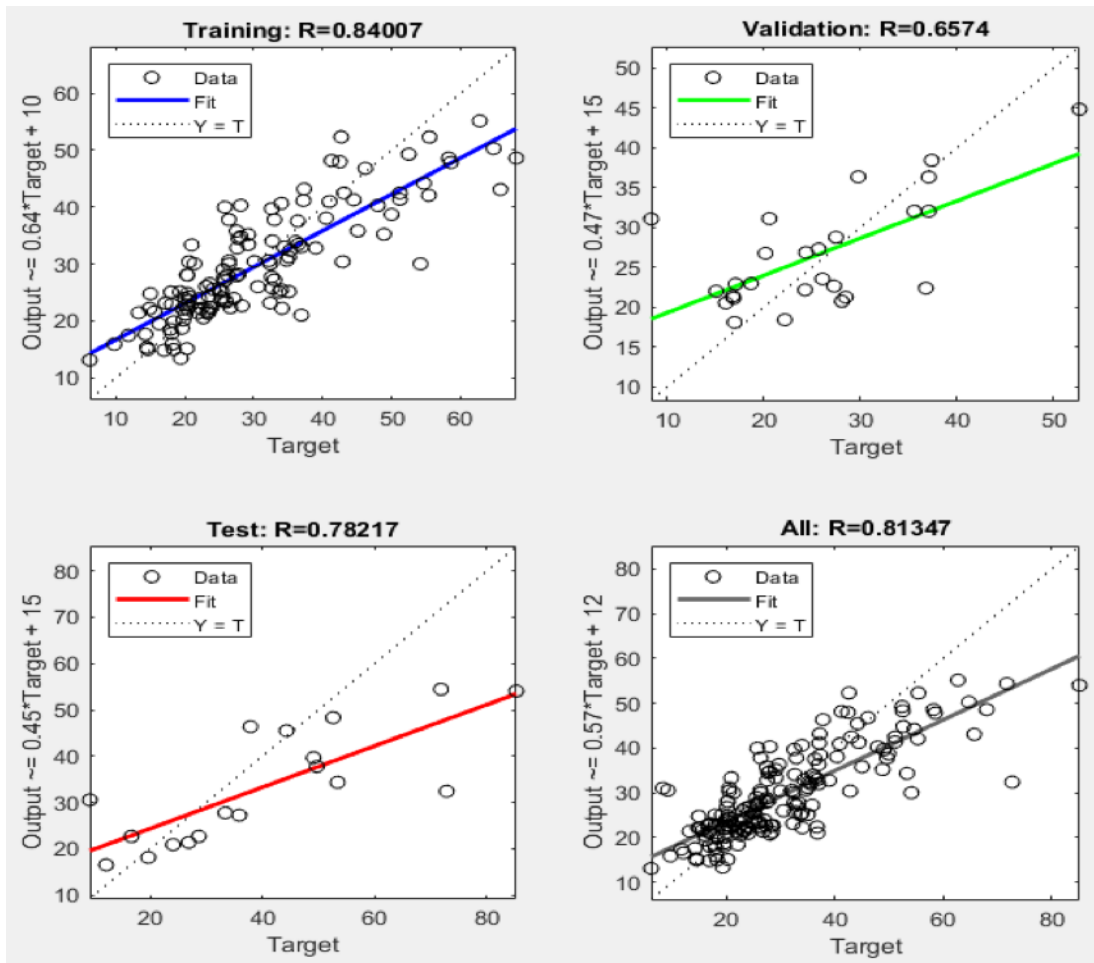 Training: R=0.84007
Data
Fit
Y = T
Output ~= 0.64*Target + 10
60
50
40
30
20
10
10 20 30 40 50 60
Target
Validation: R=0.6574
Data
Fit
Y = T
Output ~= 0.47*Target + 15
50
45
40
35
30
25
20
15
10
10 20 30 40 50
Target
Test: R=0.78217
Data
Fit
Y = T
Output ~= 0.45*Target + 15
80
70
60
50
40
30
20
10
20 40 60 80
Target
All: R=0.81347
Data
Fit
Y = T
Output ~= 0.57*Target + 12
80
70
60
50
40
30
20
10
20 40 60 80
Target